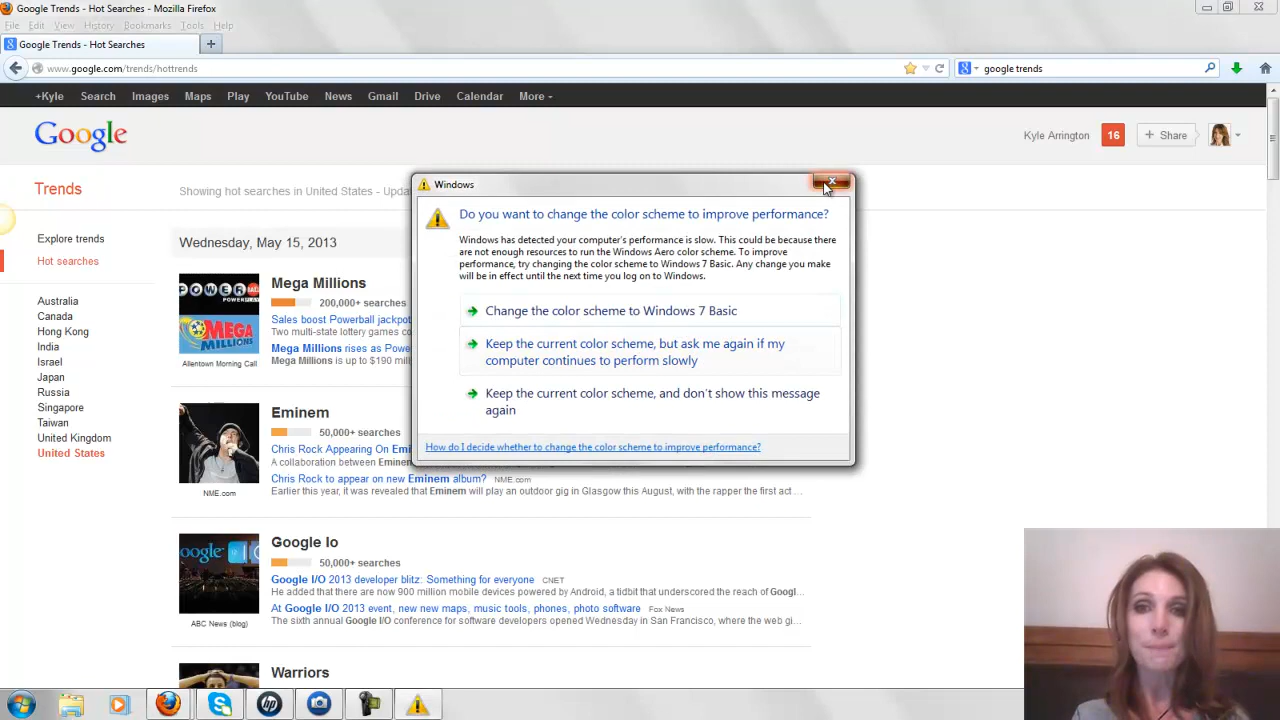 Google Trends - Hot Searches - Mozilla Firefox
File Edit View History Bookmarks Tools Help
Google Trends - Hot Searches
www.google.com/trends/hottrends
google trends
+Kyle Search Images Maps Play YouTube News Gmail Drive Calendar More
Google
Kyle Arrington 16 + Share
Trends
Showing hot searches in United States -
Explore trends
Hot searches
Australia
Canada
Hong Kong
India
Israel
Japan
Russia
Singapore
Taiwan
United Kingdom
United States
Wednesday, May 15, 2013
Mega Millions
200,000+ searches
Sales boost Powerball jackpot
Two multi-state lottery games
Mega Millions rises as
Mega Millions is up to $190
Allentown Morning Call
Eminem
50,000+ searches
Chris Rock Appearing On
A collaboration between
Chris Rock to appear on new Eminem album? NME.com
Earlier this year, it was revealed that Eminem will play an outdoor gig in Glasgow this August, with the rapper the first act ...
NME.com
Google Io
50,000+ searches
Google I/O 2013 developer blitz: Something for everyone CNET
He added that there are now 900 million mobile devices powered by Android, a tidbit that underscored the reach of Googl...
At Google I/O 2013 event, new new maps, music tools, phones, photo software Fox News
The sixth annual Google I/O conference for software developers opened Wednesday in San Francisco, where the web gi...
ABC News (blog)
Warriors
Windows
Do you want to change the color scheme to improve performance?
Windows has detected your computer's performance is slow. This could be because there
are not enough resources to run the Windows Aero color scheme. To improve
performance, try changing the color scheme to Windows 7 Basic. Any change you make
will be in effect until the next time you log on to Windows.
Change the color scheme to Windows 7 Basic
Keep the current color scheme, but ask me again if my
computer continues to perform slowly
Keep the current color scheme, and don't show this message
again
How do I decide whether to change the color scheme to improve performance?